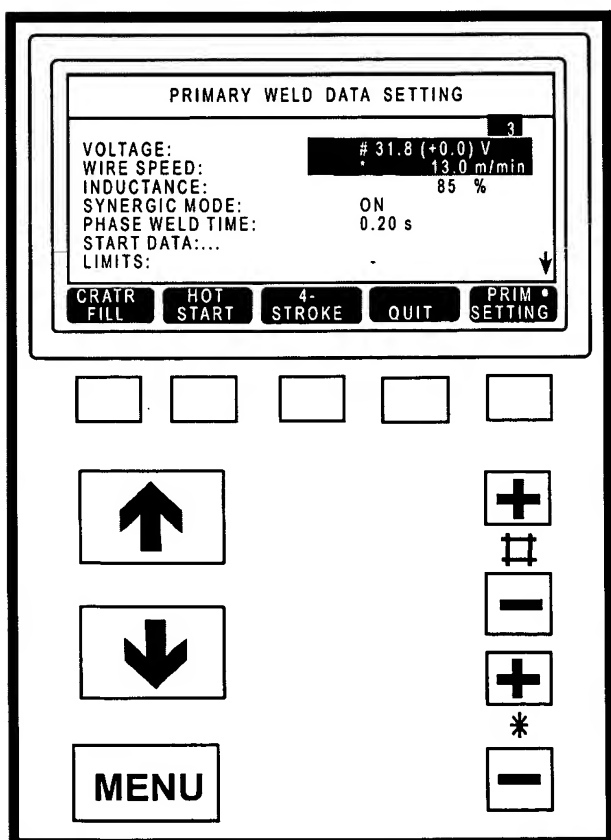 PRIMARY WELD DATA SETTING
3
VOLTAGE: # 31.8 (+0.0) V
WIRE SPEED: * 13.0 m/min
INDUCTANCE: 85 %
SYNERGIC MODE: ON
PHASE WELD TIME: 0.20 s
START DATA:...
LIMITS: -
CRATR FILL
HOT START
4-STROKE
QUIT
PRIM • SETTING
+
#
-
+
*
-
MENU